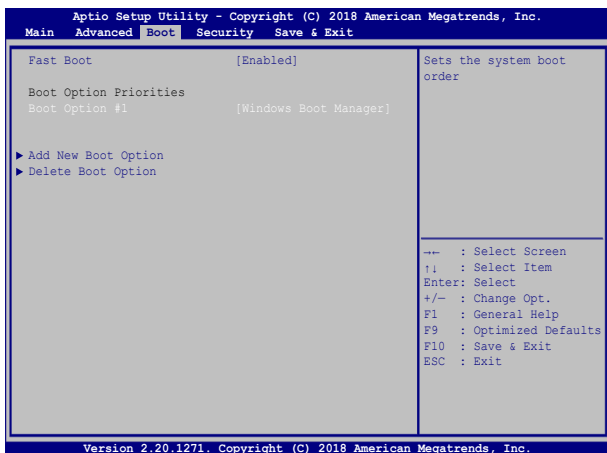 Aptio Setup Utility - Copyright (C) 2018 American Megatrends, Inc.
Main Advanced Boot Security Save & Exit
Fast Boot [Enabled]
Boot Option Priorities
Boot Option #1 [Windows Boot Manager]
▶ Add New Boot Option
▶ Delete Boot Option
Sets the system boot
order
→← : Select Screen
↑↓ : Select Item
Enter: Select
+/— : Change Opt.
F1 : General Help
F9 : Optimized Defaults
F10 : Save & Exit
ESC : Exit
Version 2.20.1271. Copyright (C) 2018 American Megatrends, Inc.